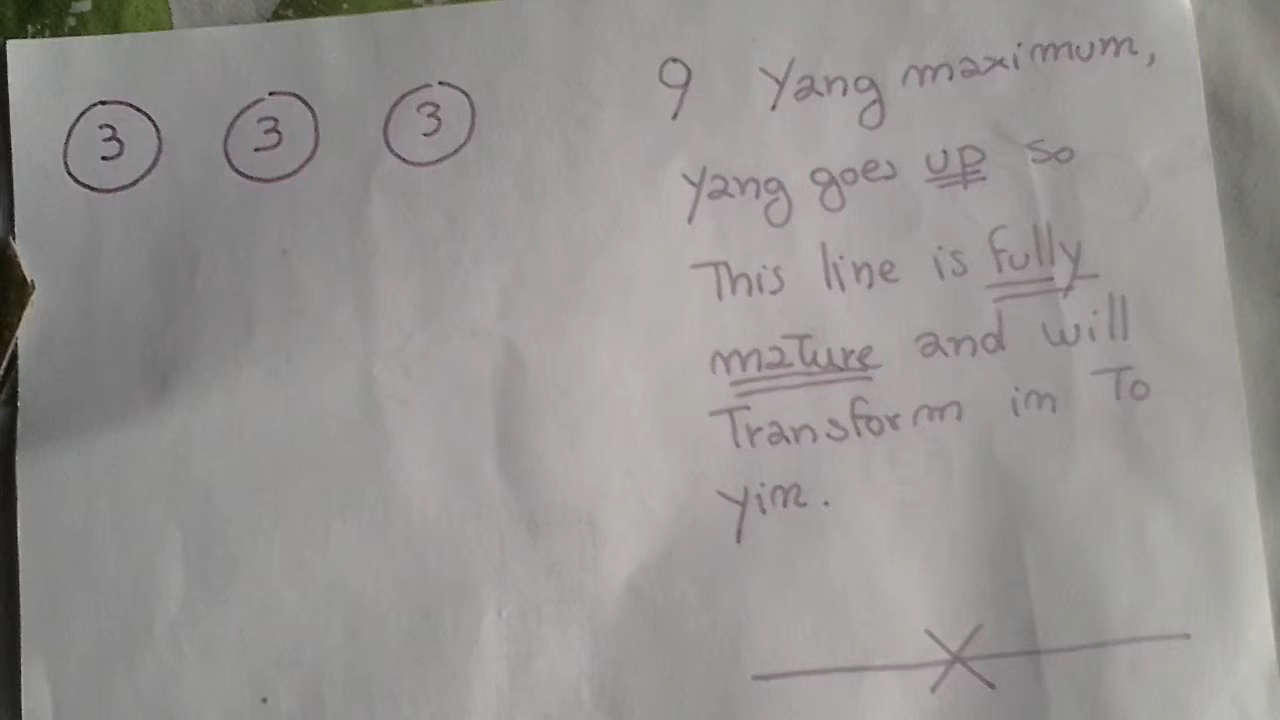 3 3 3
9 Yang maximum,
yang goes up so
This line is fully
mature and will
Transform in To
yin.